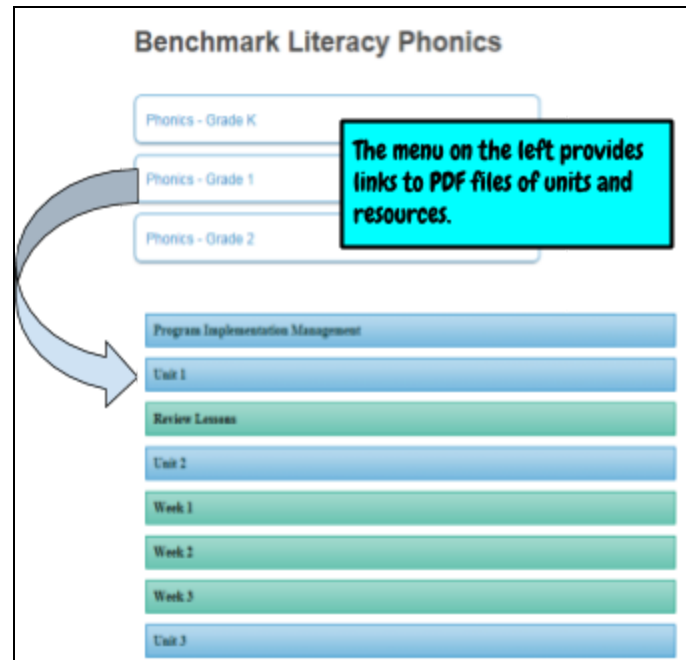 Benchmark Literacy Phonics
Phonics - Grade K
Phonics - Grade 1
Phonics - Grade 2
The menu on the left provides
links to PDF files of units and
resources.
Program Implementation Management
Unit 1
Review Lessons
Unit 2
Week 1
Week 2
Week 3
Unit 3